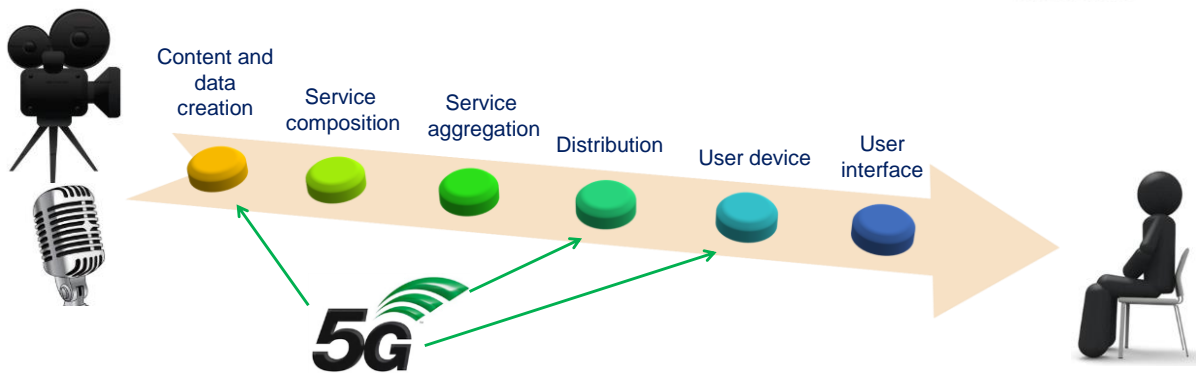 Content and
data
creation
Service
composition
Service
aggregation
Distribution
User device
User
interface
5G